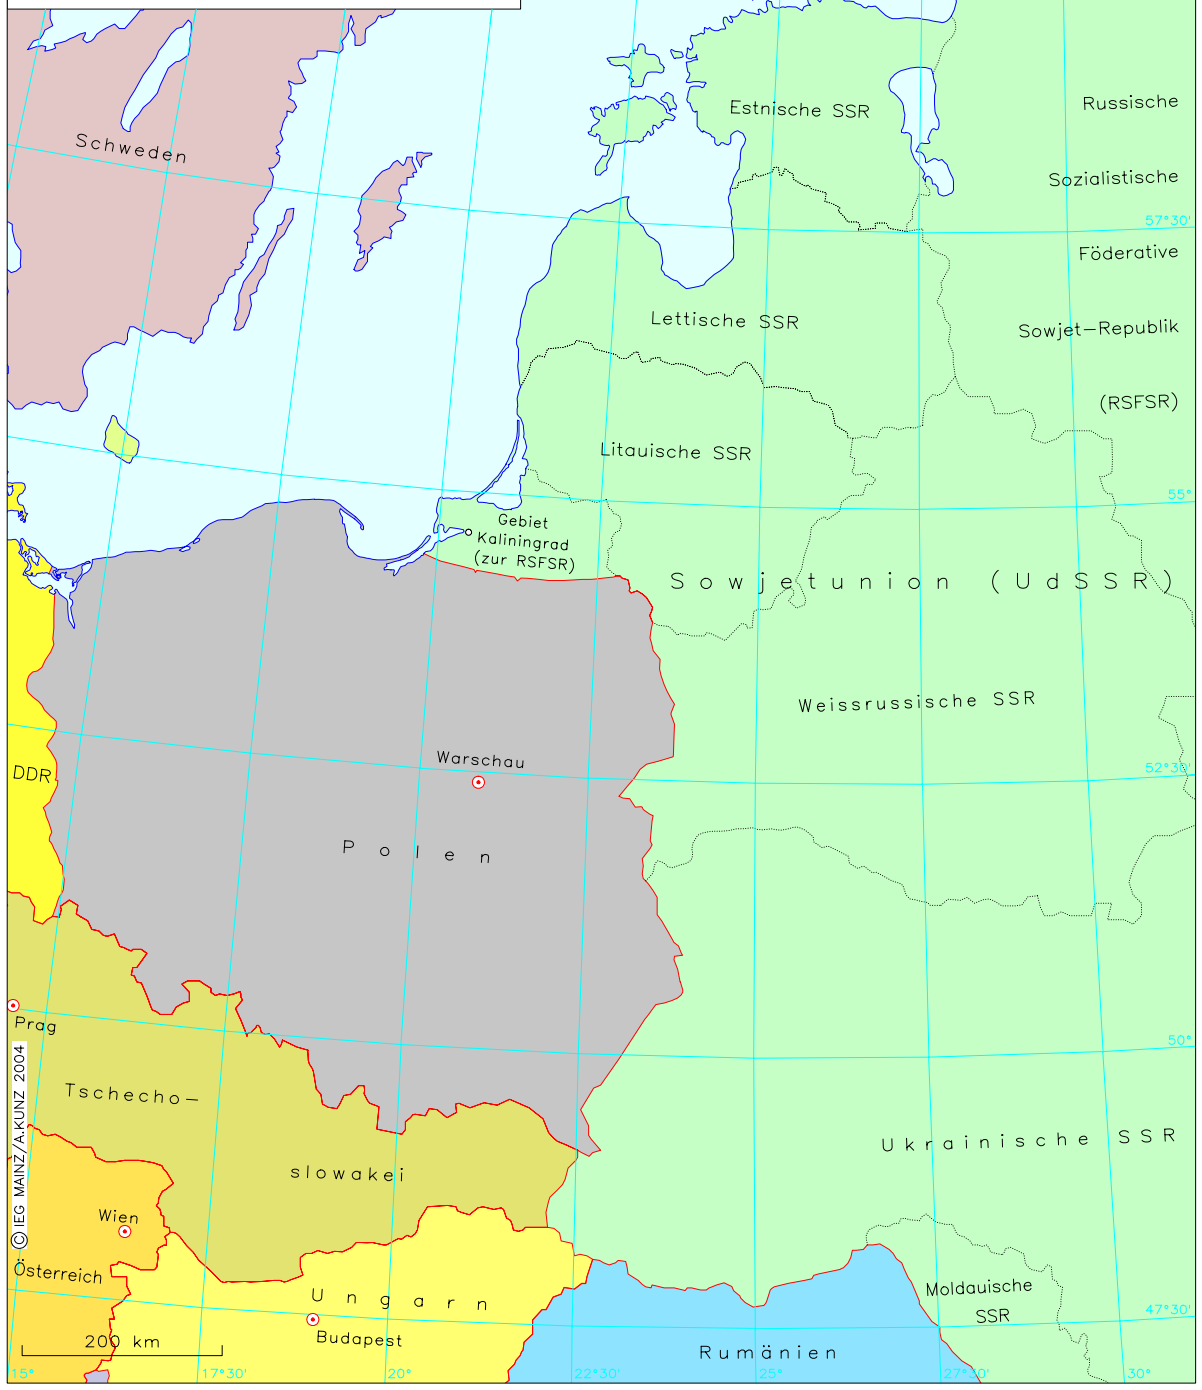 Estnische SSR
Russische
Schweden
Sozialistische
57°30'
Föderative
Lettische SSR
Sowjet-Republik
(RSFSR)
Litauische SSR
55°
Gebiet
Kaliningrad
(zur RSFSR)
Sowjetunion (UdSSR)
Weissrussische SSR
Warschau
52°30'
DDR
Polen
Prag
50°
© IEG MAINZ/A.KUNZ 2004
Tschecho-
Ukrainische SSR
slowakei
Wien
Österreich
Moldauische
SSR
Ungarn
47°30'
Budapest
200 km
Rumänien
15°
17°30'
20°
22°30'
25°
27°30'
30°